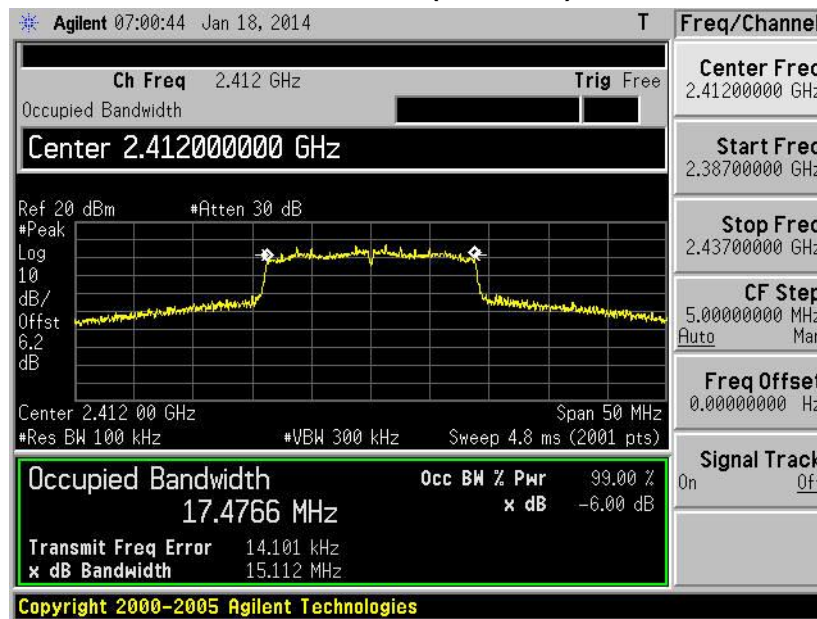 Agilent 07:00:44 Jan 18, 2014 T
Freq/Channel
Ch Freq 2.412 GHz Trig Free
Occupied Bandwidth
Center 2.412000000 GHz
Ref 20 dBm #Atten 30 dB
#Peak
Log
10
dB/
Offst
6.2
dB
Center 2.412 00 GHz Span 50 MHz
#Res BW 100 kHz #VBW 300 kHz Sweep 4.8 ms (2001 pts)
Occupied Bandwidth Occ BW % Pwr 99.00 %
17.4766 MHz x dB -6.00 dB
Transmit Freq Error 14.101 kHz
x dB Bandwidth 15.112 MHz
Center Freq
2.41200000 GHz
Start Freq
2.38700000 GHz
Stop Freq
2.43700000 GHz
CF Step
5.00000000 MHz
Auto Man
Freq Offset
0.00000000 Hz
Signal Track
On Off
Copyright 2000-2005 Agilent Technologies